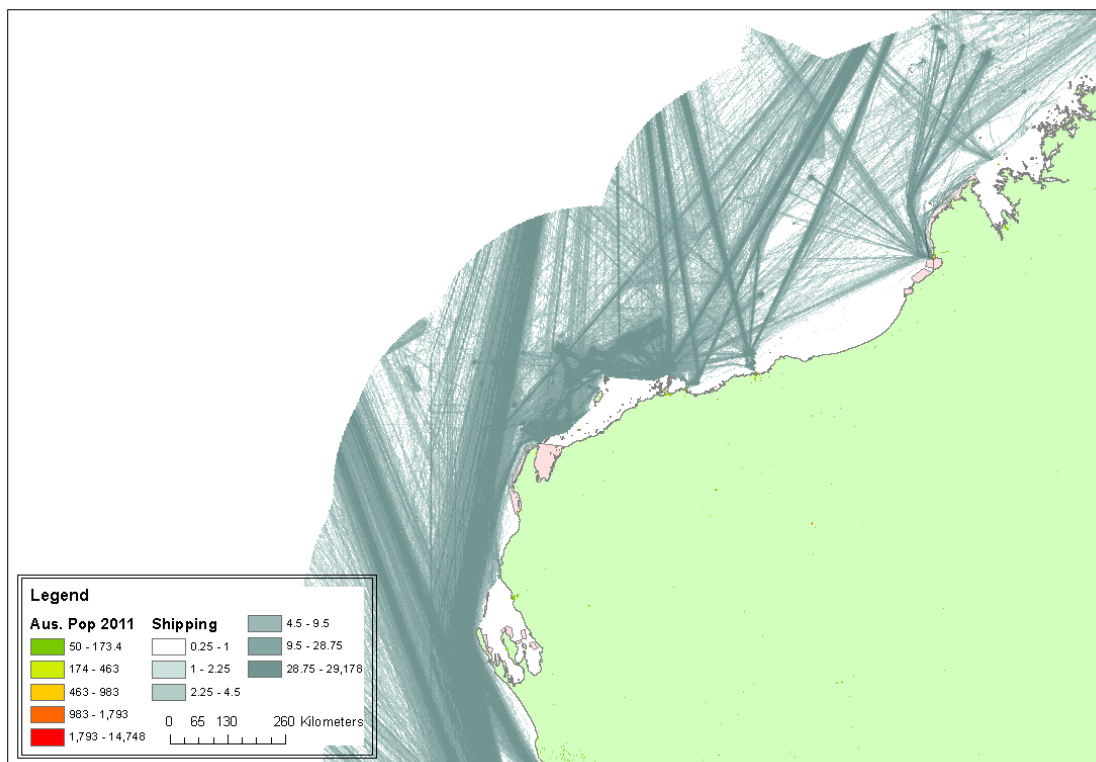 Legend
Aus. Pop 2011
50 - 173.4
174 - 463
463 - 983
983 - 1,793
1,793 - 14,748
Shipping
0.25 - 1
1 - 2.25
2.25 - 4.5
4.5 - 9.5
9.5 - 28.75
28.75 - 29,178
0 65 130 260 Kilometers